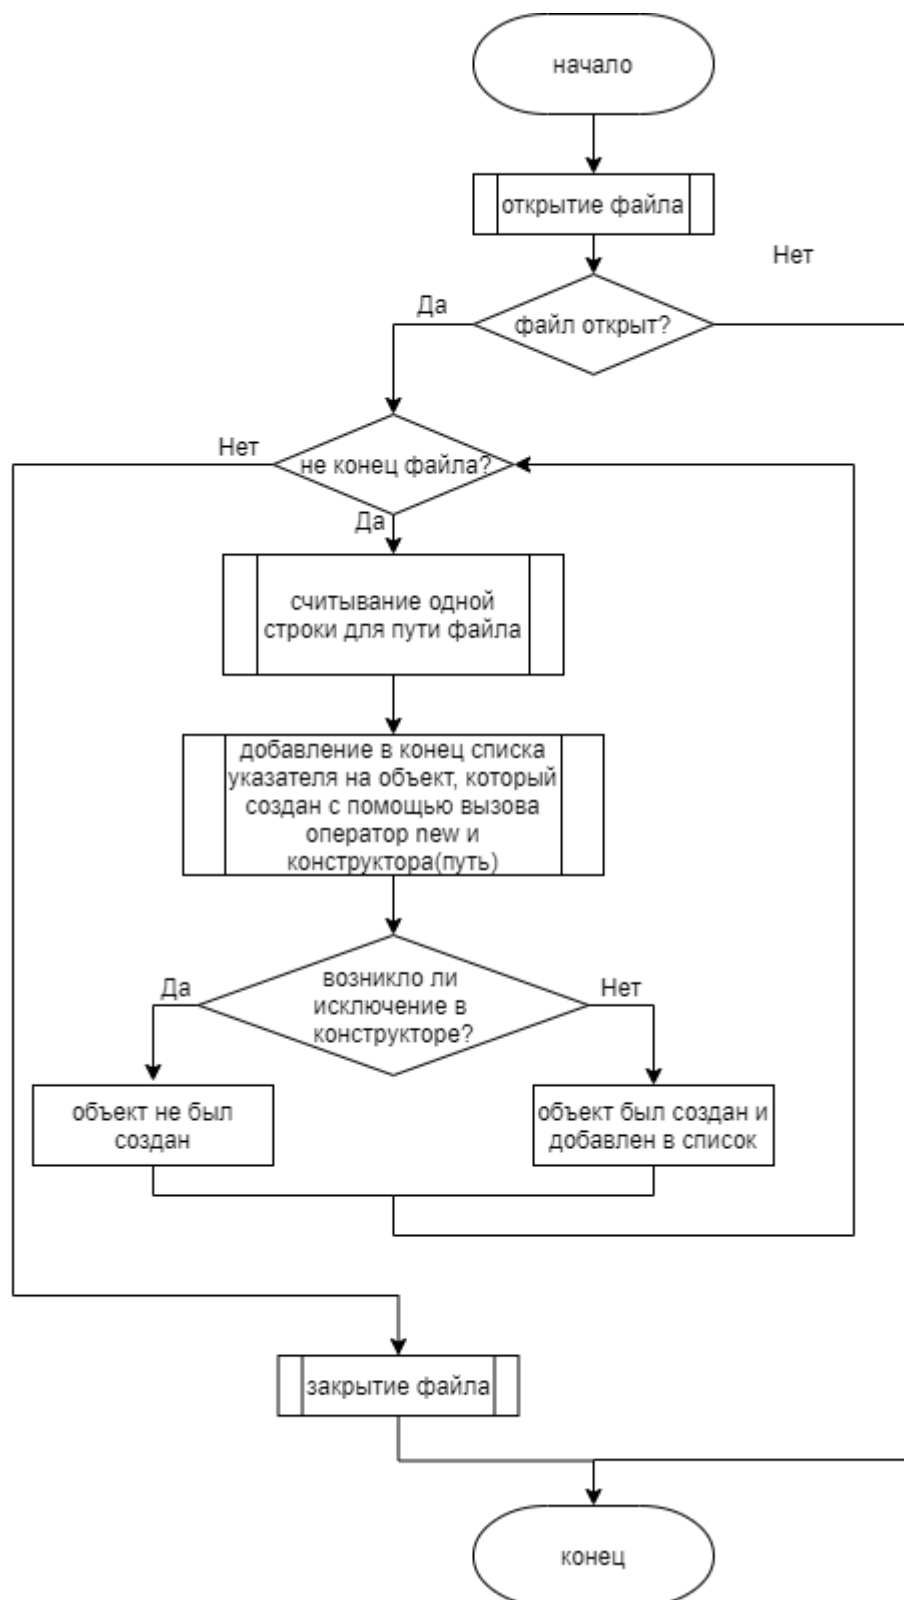 начало
открытие файла
Нет
Да
файл открыт?
Нет
не конец файла?
Да
считывание одной
строки для пути файла
добавление в конец списка
указателя на объект, который
создан с помощью вызова
оператор new и
конструктора(путь)
Да
возникло ли
исключение в
конструкторе?
Нет
объект не был
создан
объект был создан и
добавлен в список
закрытие файла
конец